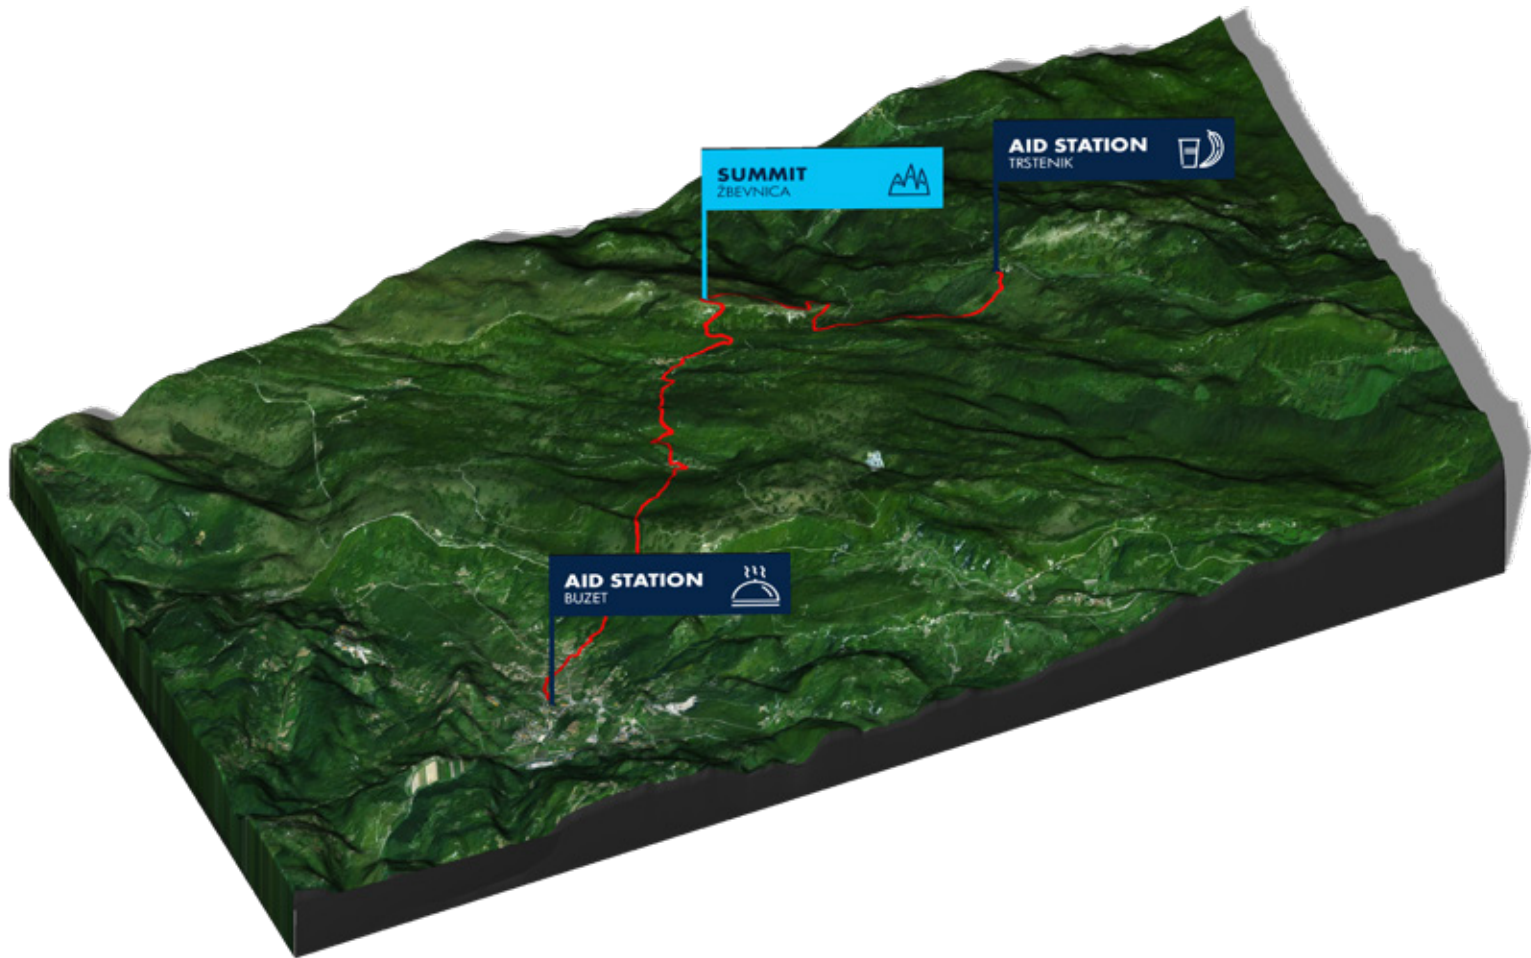 SUMMIT
ŽBEVNICA
AID STATION
TRSTENIK
AID STATION
BUZET